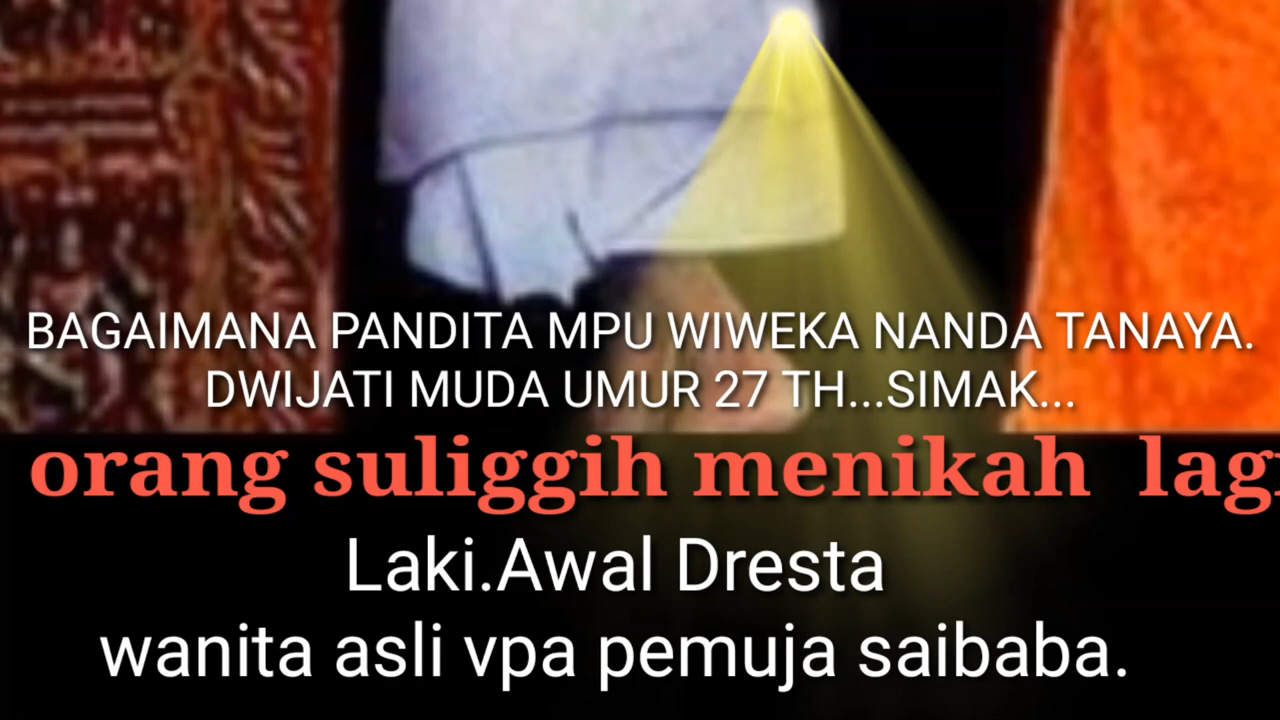 BAGAIMANA PANDITA MPU WIWEKA NANDA TANAYA.
DWIJATI MUDA UMUR 27 TH...SIMAK...
orang suliggih menikah lag
Laki.Awal Dresta
wanita asli vpa pemuja saibaba.